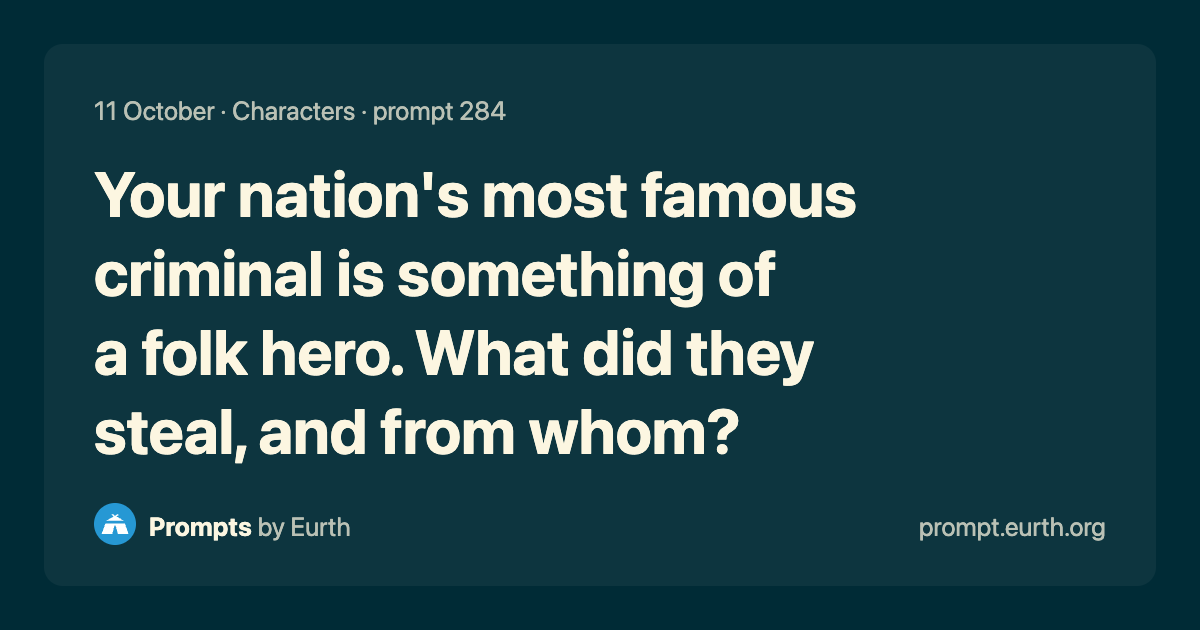 11 October · Characters · prompt 284
Your nation's most famous
criminal is something of
a folk hero. What did they
steal, and from whom?
Prompts by Eurth
prompt.eurth.org